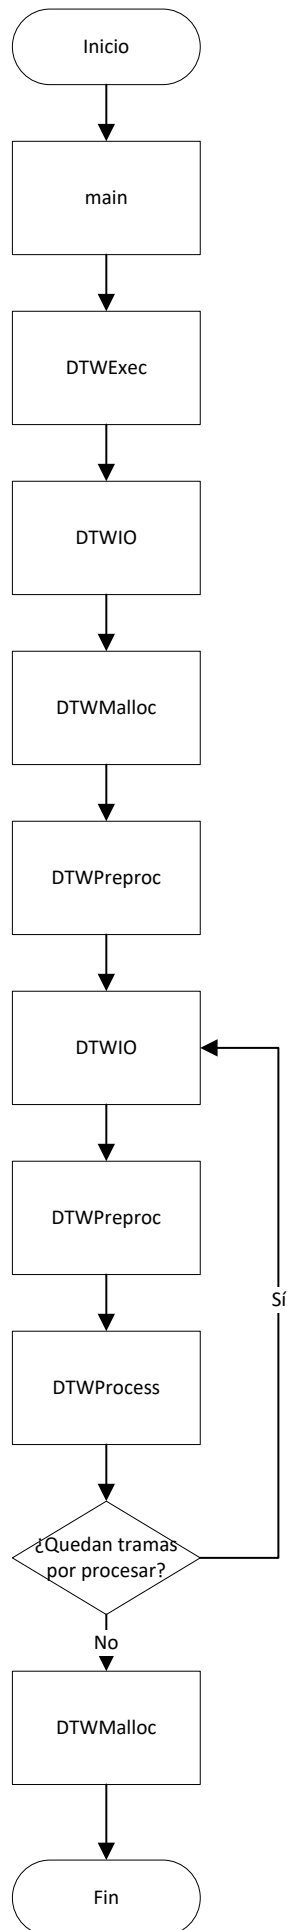 Inicio
main
DTWExec
DTWIO
DTWMalloc
DTWPreproc
DTWIO
DTWPreproc
Sí
DTWProcess
¿Quedan tramas
por procesar?
No
DTWMalloc
Fin